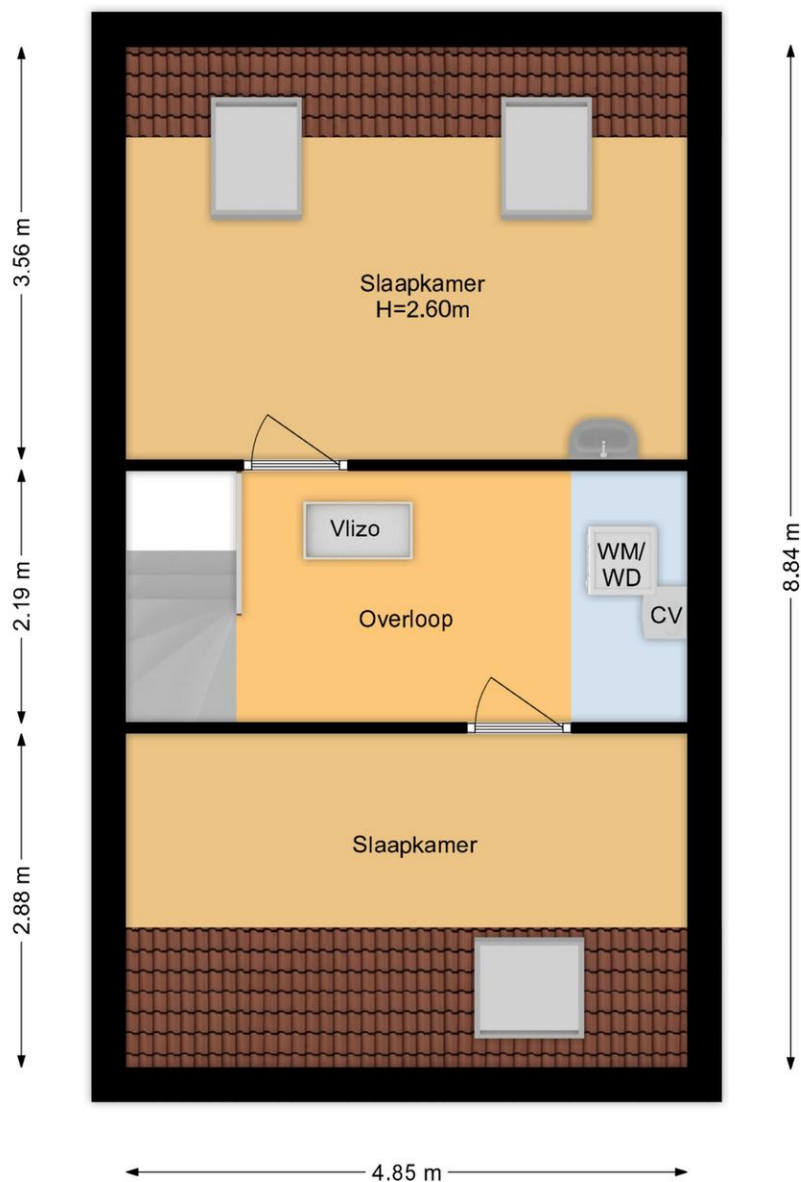 3.56 m
Slaapkamer
H=2.60m
2.19 m
Vlizo
WM/
WD
CV
Overloop
8.84 m
2.88 m
Slaapkamer
4.85 m